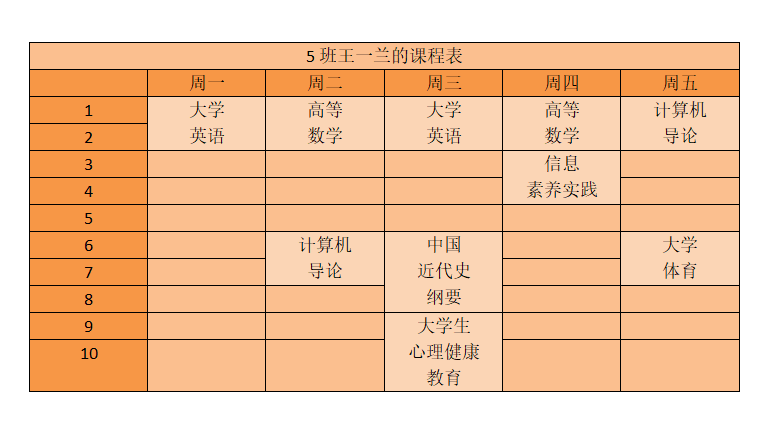 5 班王一兰的课程表
周一 周二 周三 周四 周五
1 大学 高等 大学 高等 计算机
2 英语 数学 英语 数学 导论
3 信息
4 素养实践
5
6 计算机 中国 大学
7 导论 近代史 体育
8 纲要
9 大学生
10 心理健康
教育